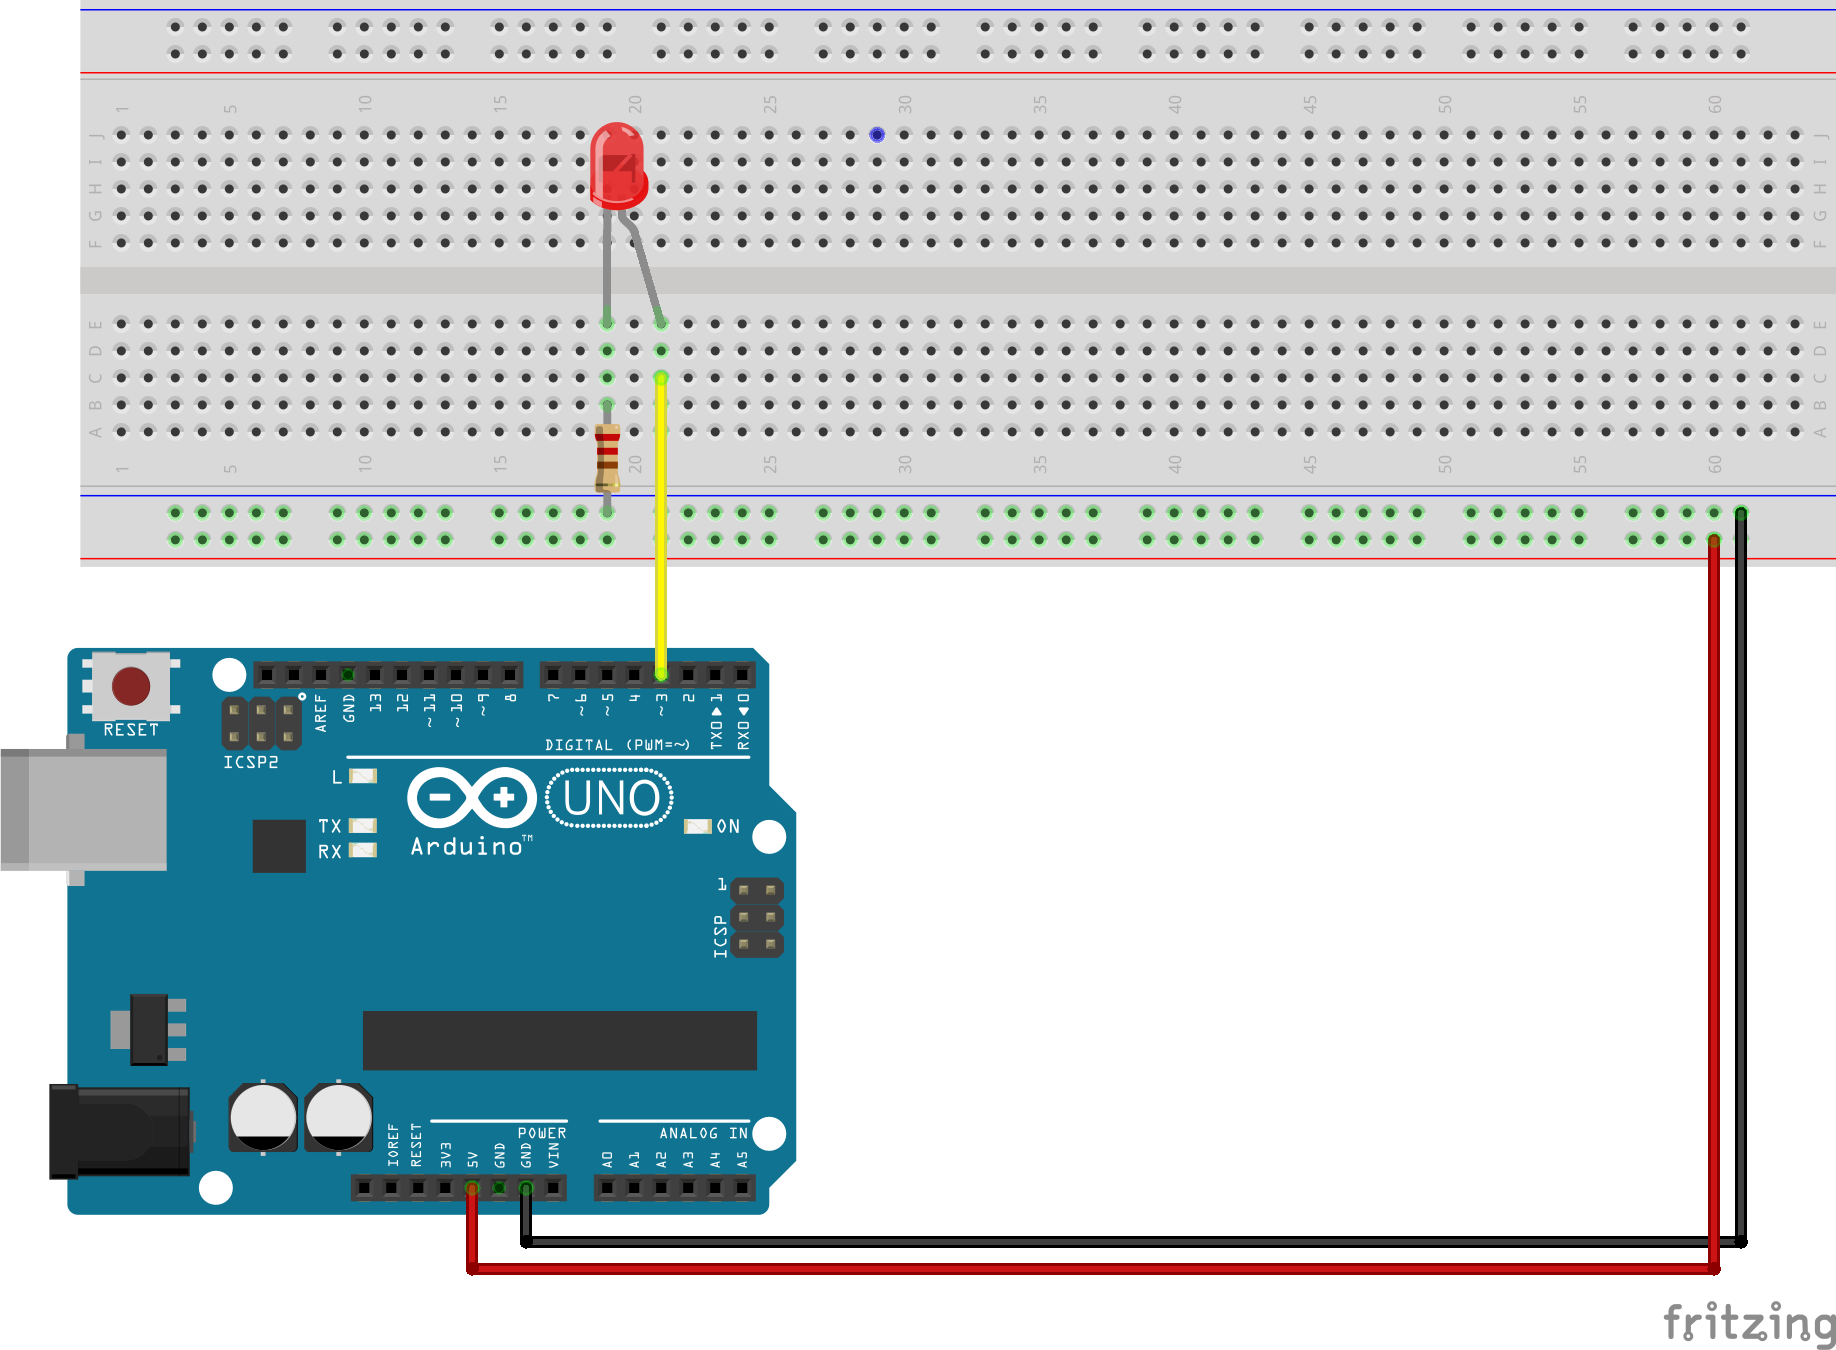 1 5 10 15 20 25 30 35 40 45 50 55 60
J J
I I
H H
G G
F F
E E
D D
C C
B B
A A
1 5 10 15 20 25 30 35 40 45 50 55 60
RESET
ICSP2
AREF
GND
13
12
~11
~10
~9
8
7
~6
~5
4
~3
2
TX0▶1
RX0◀0
DIGITAL (PWM=~)
L
TX
RX
UNO
Arduino™
ON
1
ICSP
IOREF
RESET
3V3
5V
GND
GND
VIN
POWER
ANALOG IN
A0
A1
A2
A3
A4
A5
fritzing